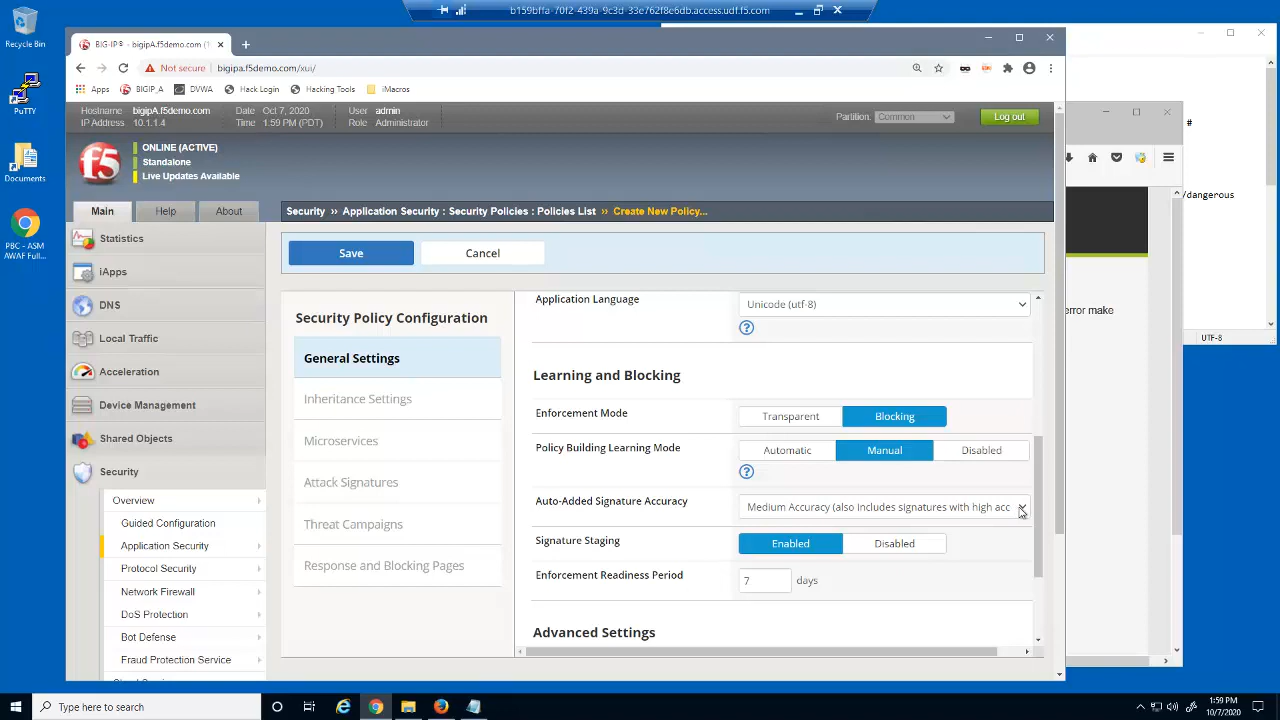 b159bffa-70f2-439a-9c3d-33e762f8e6db.access.udf.f5.com
Recycle Bin
PuTTY
Documents
PBC - ASM
AWAF Full...
BIG-IP® - bigipA.f5demo.com (
Not secure
bigipa.f5demo.com/xui/
Apps
BIGIP_A
DVWA
Hack Login
Hacking Tools
iMacros
Hostname bigipA.f5demo.com
IP Address 10.1.1.4
Date Oct 7, 2020
Time 1:59 PM (PDT)
User admin
Role Administrator
Partition: Common
Log out
f5
ONLINE (ACTIVE)
Standalone
Live Updates Available
Main
Help
About
Security ›› Application Security : Security Policies : Policies List ›› Create New Policy...
Statistics
iApps
DNS
Local Traffic
Acceleration
Device Management
Shared Objects
Security
Overview
Guided Configuration
Application Security
Protocol Security
Network Firewall
DoS Protection
Bot Defense
Fraud Protection Service
Save
Cancel
Security Policy Configuration
General Settings
Inheritance Settings
Microservices
Attack Signatures
Threat Campaigns
Response and Blocking Pages
Application Language
Unicode (utf-8)
Learning and Blocking
Enforcement Mode
Transparent
Blocking
Policy Building Learning Mode
Automatic
Manual
Disabled
Auto-Added Signature Accuracy
Medium Accuracy (also includes signatures with high acc
Signature Staging
Enabled
Disabled
Enforcement Readiness Period
7 days
Advanced Settings
#
/dangerous
error make
UTF-8
Type here to search
1:59 PM
10/7/2020